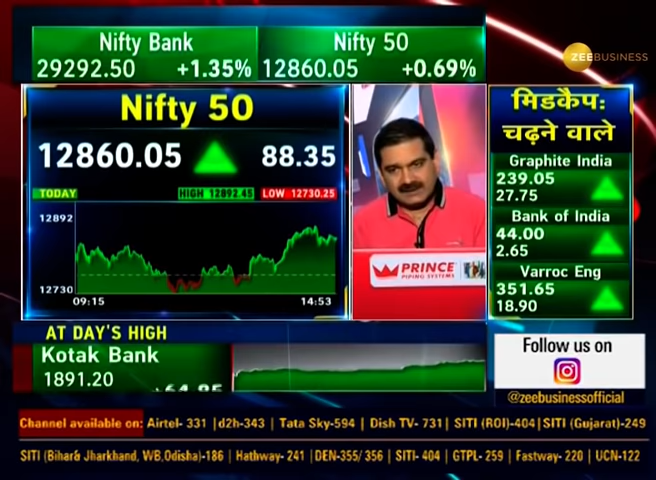 Nifty Bank
29292.50 +1.35%
Nifty 50
12860.05 +0.69%
ZEEBUSINESS
Nifty 50
12860.05 88.35
TODAY HIGH 12892.45 LOW 12730.25
12892
12730
09:15 14:53
PRINCE
PIPING SYSTEMS
मिडकैप:
चढ़ने वाले
Graphite India
239.05
27.75
Bank of India
44.00
2.65
Varroc Eng
351.65
18.90
AT DAY'S HIGH
Kotak Bank
1891.20
+64.85
Follow us on
@zeebusinessofficial
Channel available on: Airtel- 331 |d2h-343 | Tata Sky-594 | Dish TV- 731| SITI (ROI)-404|SITI (Gujarat)-249
SITI (Bihar& Jharkhand, WB,Odisha)-186 | Hathway- 241 |DEN-355/ 356 | SITI- 404 | GTPL- 259 | Fastway- 220 | UCN-122